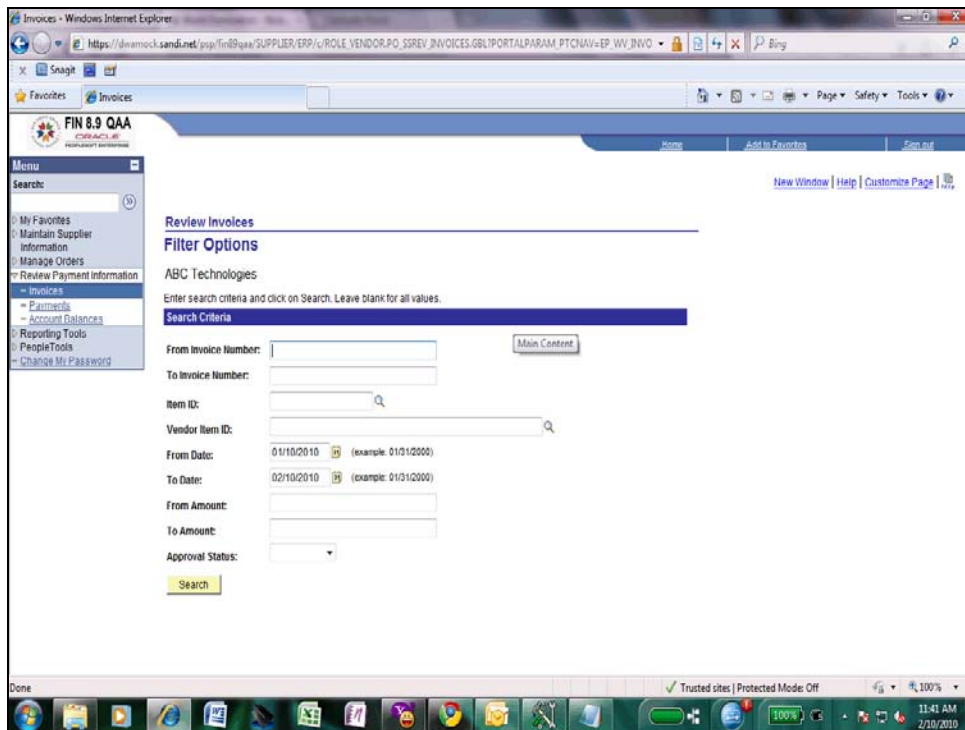 Invoices - Windows Internet Explorer
https://dwamock.sandi.net/psp/fin89qaa/SUPPLIER/ERP/c/ROLE_VENDOR.PO_SSREV_INVOICES.GBL?PORTALPARAM_PTCNAV=EP_WV_INVO
Bing
x Snagit
Favorites
Invoices
Page Safety Tools
FIN 8.9 QAA
ORACLE
PEOPLESOFT ENTERPRISE
Home
Add to Favorites
Sign out
Menu
New Window | Help | Customize Page |
Search:
My Favorites
Maintain Supplier
Information
Manage Orders
Review Payment Information
– Invoices
– Payments
– Account Balances
Reporting Tools
PeopleTools
– Change My Password
Review Invoices
Filter Options
ABC Technologies
Enter search criteria and click on Search. Leave blank for all values.
Search Criteria
From Invoice Number:
Main Content
To Invoice Number:
Item ID:
Vendor Item ID:
From Date: 01/10/2010 (example: 01/31/2000)
To Date: 02/10/2010 (example: 01/31/2000)
From Amount:
To Amount:
Approval Status:
Search
Done
Trusted sites | Protected Mode: Off
100%
100%
11:41 AM
2/10/2010